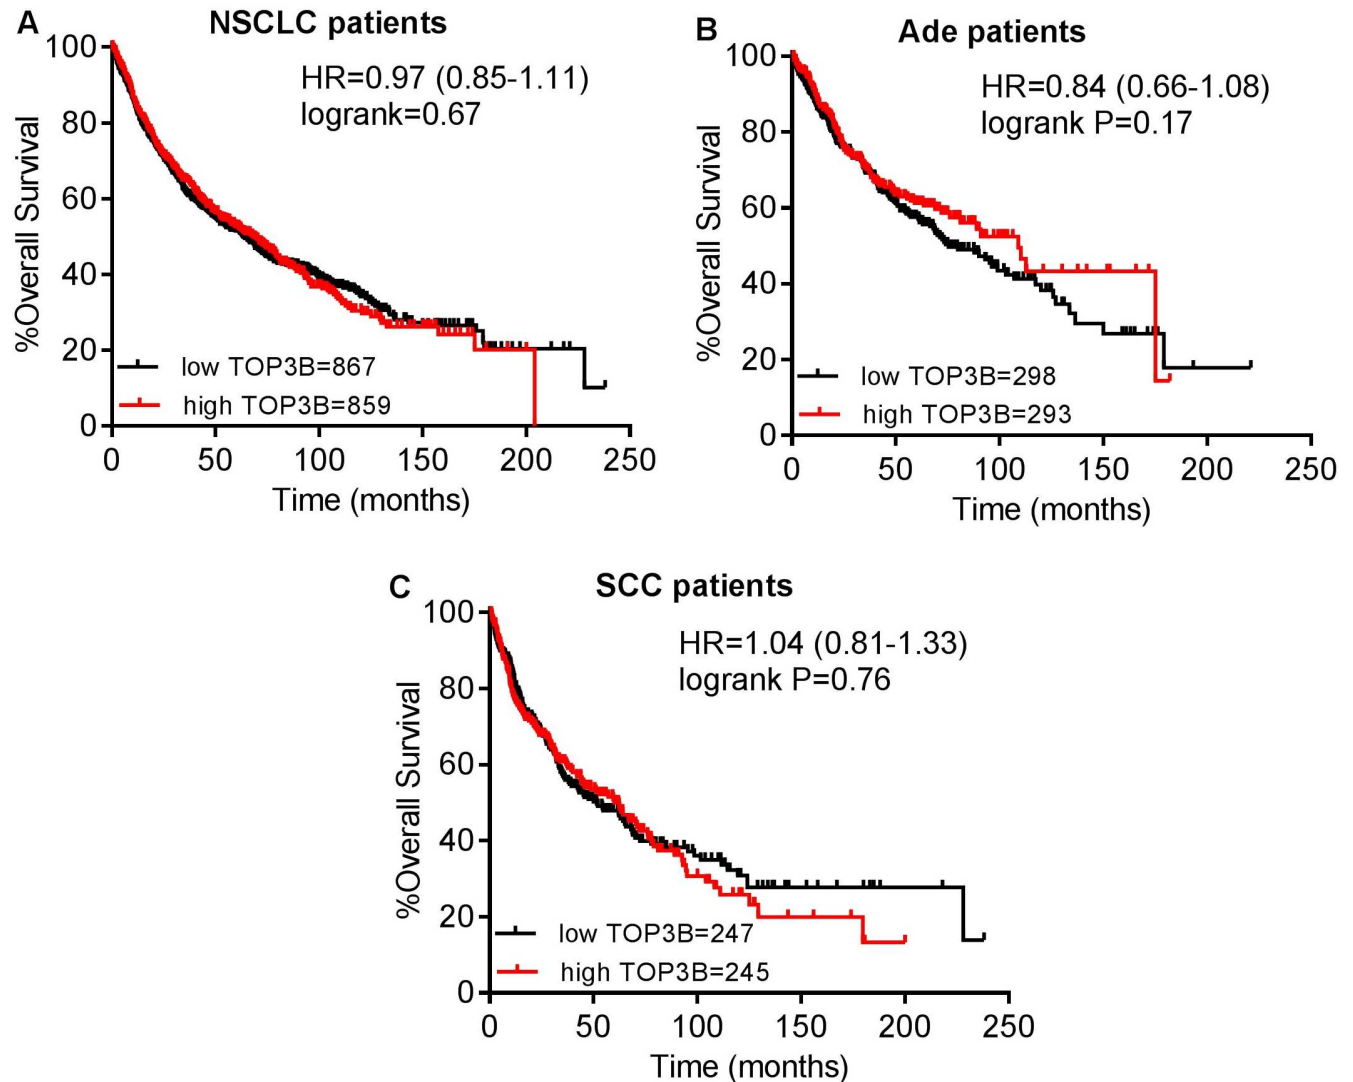 A
NSCLC patients
HR=0.97 (0.85-1.11)
logrank=0.67
%Overall Survival
100
80
60
40
20
0
low TOP3B=867
high TOP3B=859
0 50 100 150 200 250
Time (months)
B
Ade patients
HR=0.84 (0.66-1.08)
logrank P=0.17
%Overall Survival
100
80
60
40
20
0
low TOP3B=298
high TOP3B=293
0 50 100 150 200 250
Time (months)
C
SCC patients
HR=1.04 (0.81-1.33)
logrank P=0.76
%Overall Survival
100
80
60
40
20
0
low TOP3B=247
high TOP3B=245
0 50 100 150 200 250
Time (months)